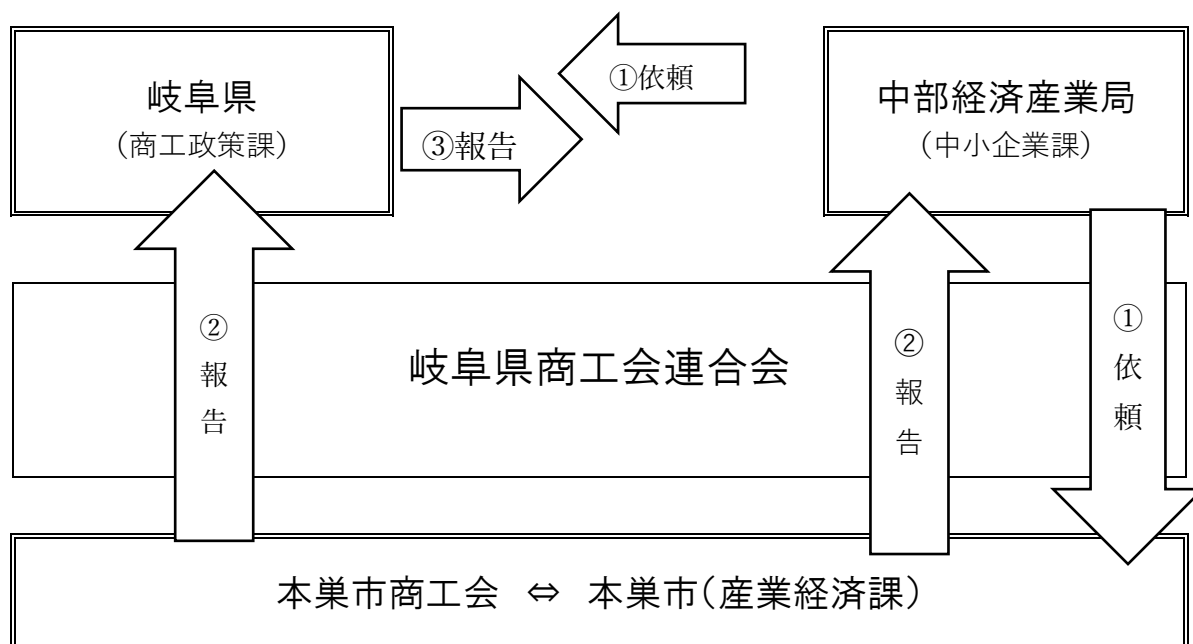 岐阜県
（商工政策課）
①依頼
③報告
中部経済産業局
（中小企業課）
②報告
岐阜県商工会連合会
②報告
①依頼
本巣市商工会 ⇔ 本巣市（産業経済課）